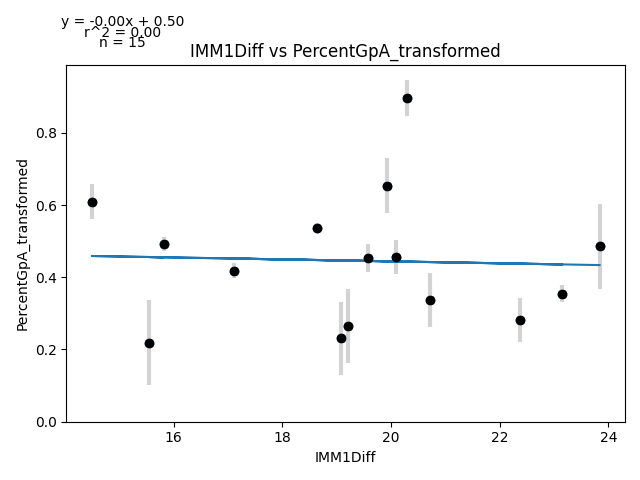 y = -0.00x + 0.50
r^2 = 0.00
n = 15
IMM1Diff vs PercentGpA_transformed
PercentGpA_transformed
0.8
0.6
0.4
0.2
0.0
16 18 20 22 24
IMM1Diff